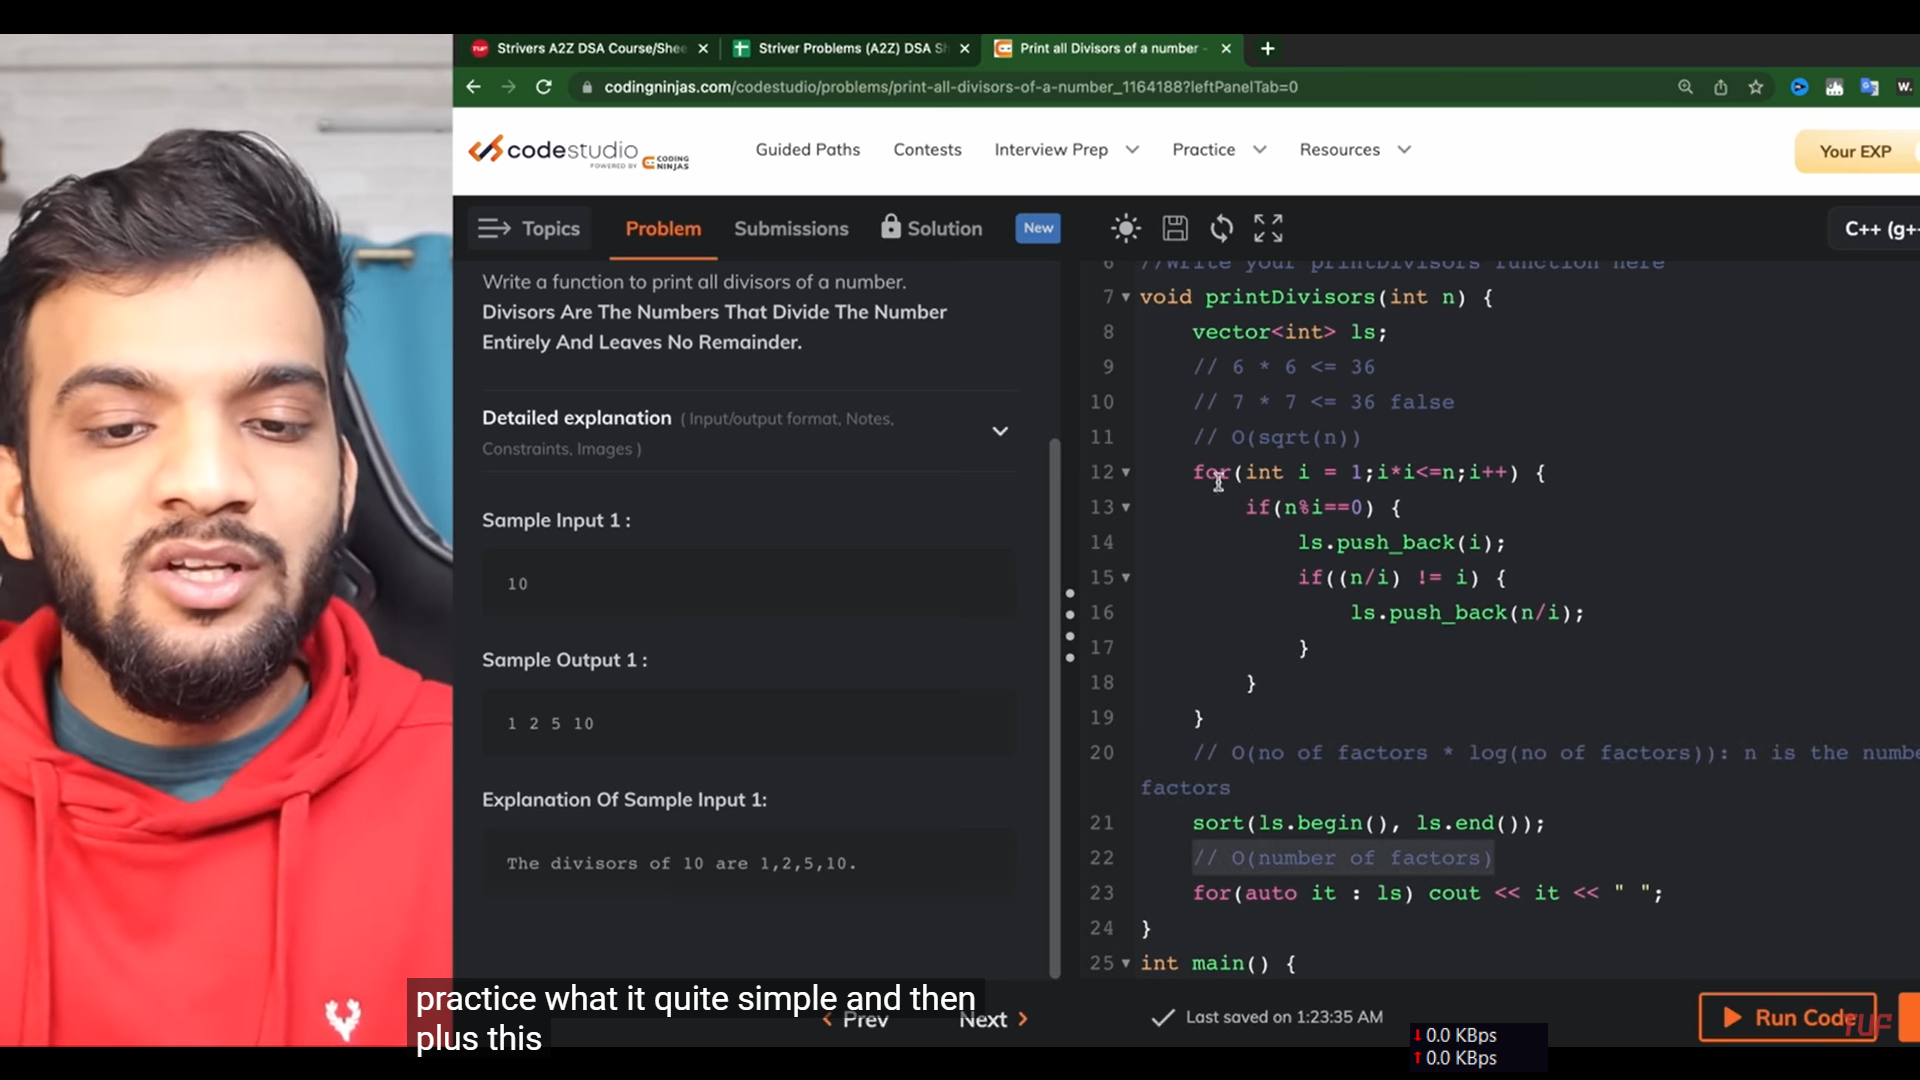 Strivers A2Z DSA Course/Shee
Striver Problems (A2Z) DSA Sh
Print all Divisors of a number -
codingninjas.com/codestudio/problems/print-all-divisors-of-a-number_1164188?leftPanelTab=0
W.
codestudio
POWERED BY CODING NINJAS
Guided Paths
Contests
Interview Prep
Practice
Resources
Your EXP
Topics
Problem
Submissions
Solution
New
C++ (g++
Write a function to print all divisors of a number.
Divisors Are The Numbers That Divide The Number
Entirely And Leaves No Remainder.
Detailed explanation ( Input/output format, Notes,
Constraints, Images )
Sample Input 1 :
10
Sample Output 1 :
1 2 5 10
Explanation Of Sample Input 1:
The divisors of 10 are 1,2,5,10.
6 //Write your printDivisors function here
7 void printDivisors(int n) {
8 vector<int> ls;
9 // 6 * 6 <= 36
10 // 7 * 7 <= 36 false
11 // O(sqrt(n))
12 for(int i = 1;i*i<=n;i++) {
13 if(n%i==0) {
14 ls.push_back(i);
15 if((n/i) != i) {
16 ls.push_back(n/i);
17 }
18 }
19 }
20 // O(no of factors * log(no of factors)): n is the numbe
factors
21 sort(ls.begin(), ls.end());
22 // O(number of factors)
23 for(auto it : ls) cout << it << " ";
24 }
25 int main() {
practice what it quite simple and then
plus this
Prev
Next
Last saved on 1:23:35 AM
Run Code
TUF
0.0 KBps
0.0 KBps